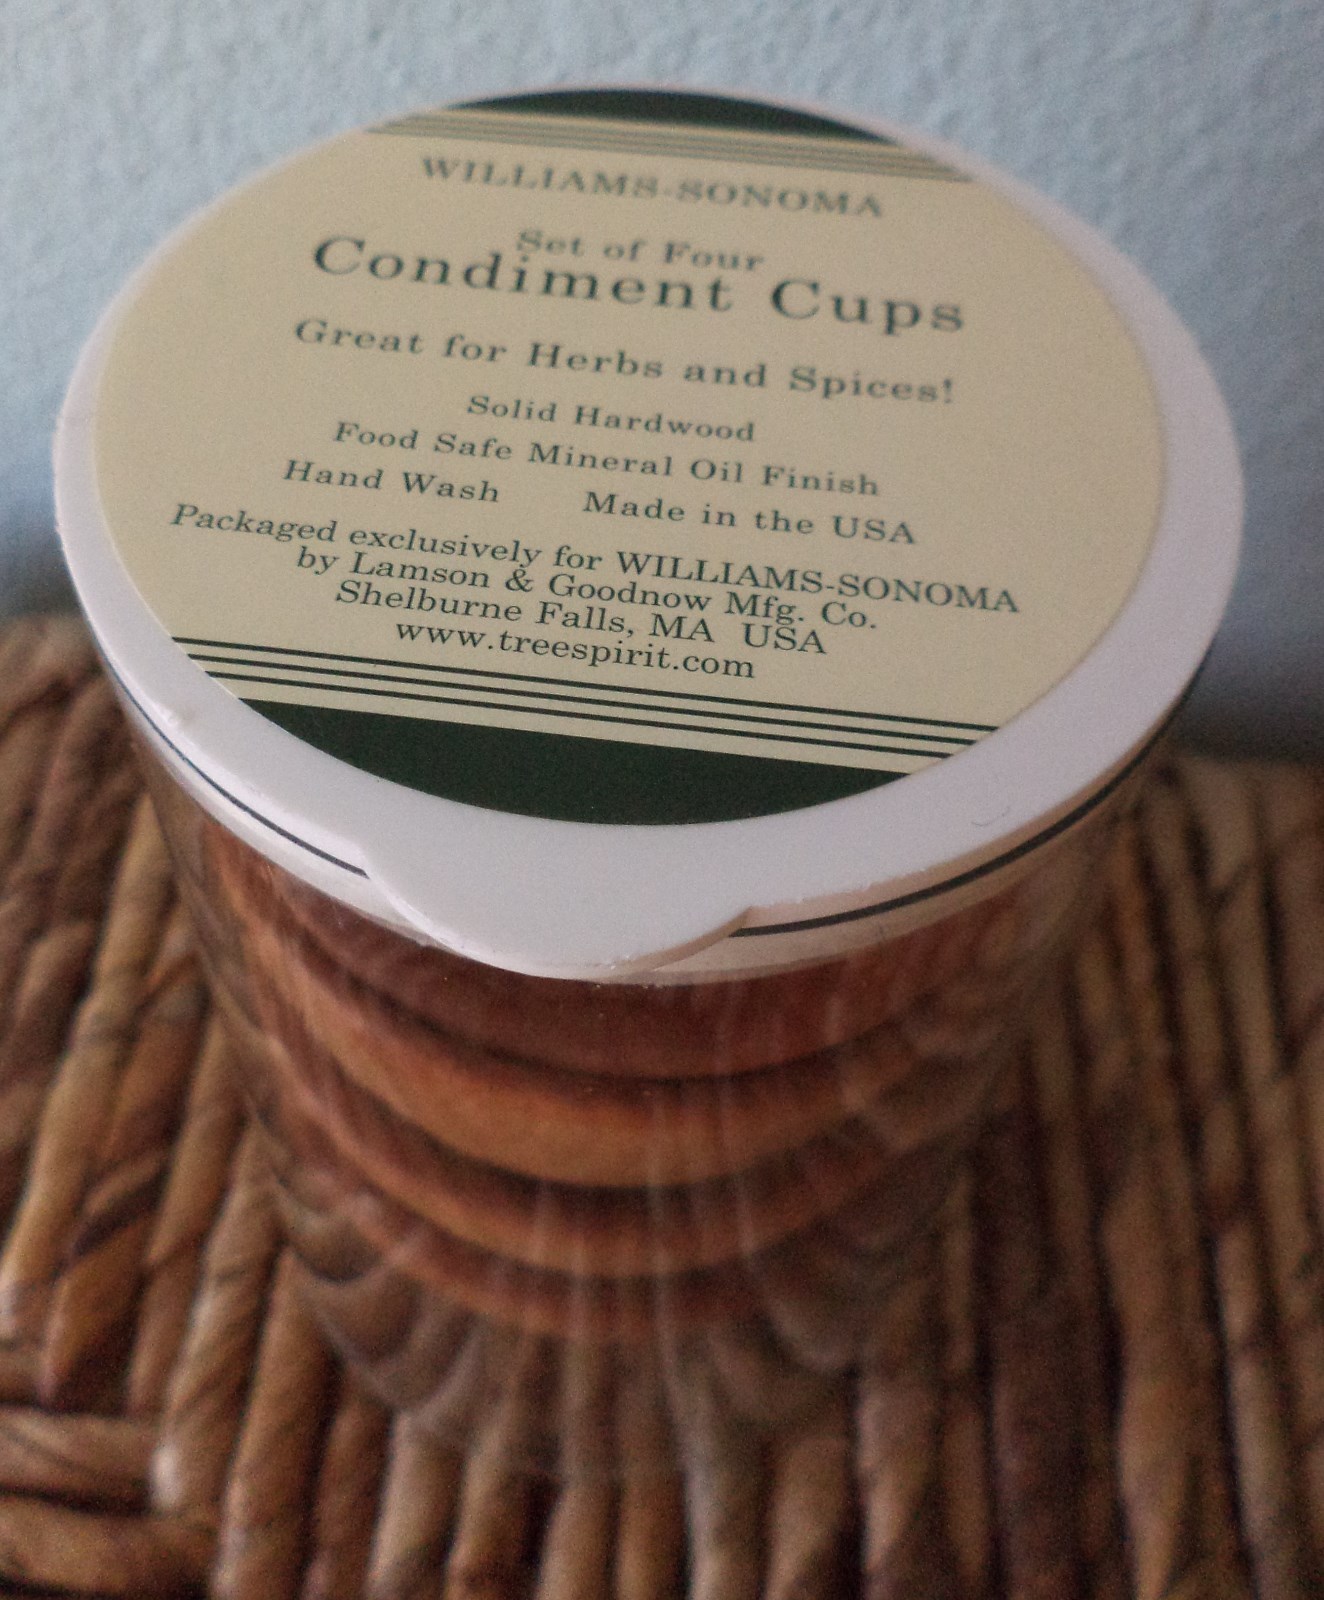 WILLIAMS-SONOMA
Set of Four
Condiment Cups
Great for Herbs and Spices!
Solid Hardwood
Food Safe Mineral Oil Finish
Hand Wash Made in the USA
Packaged exclusively for WILLIAMS-SONOMA
by Lamson & Goodnow Mfg. Co.
Shelburne Falls, MA USA
www.treespirit.com